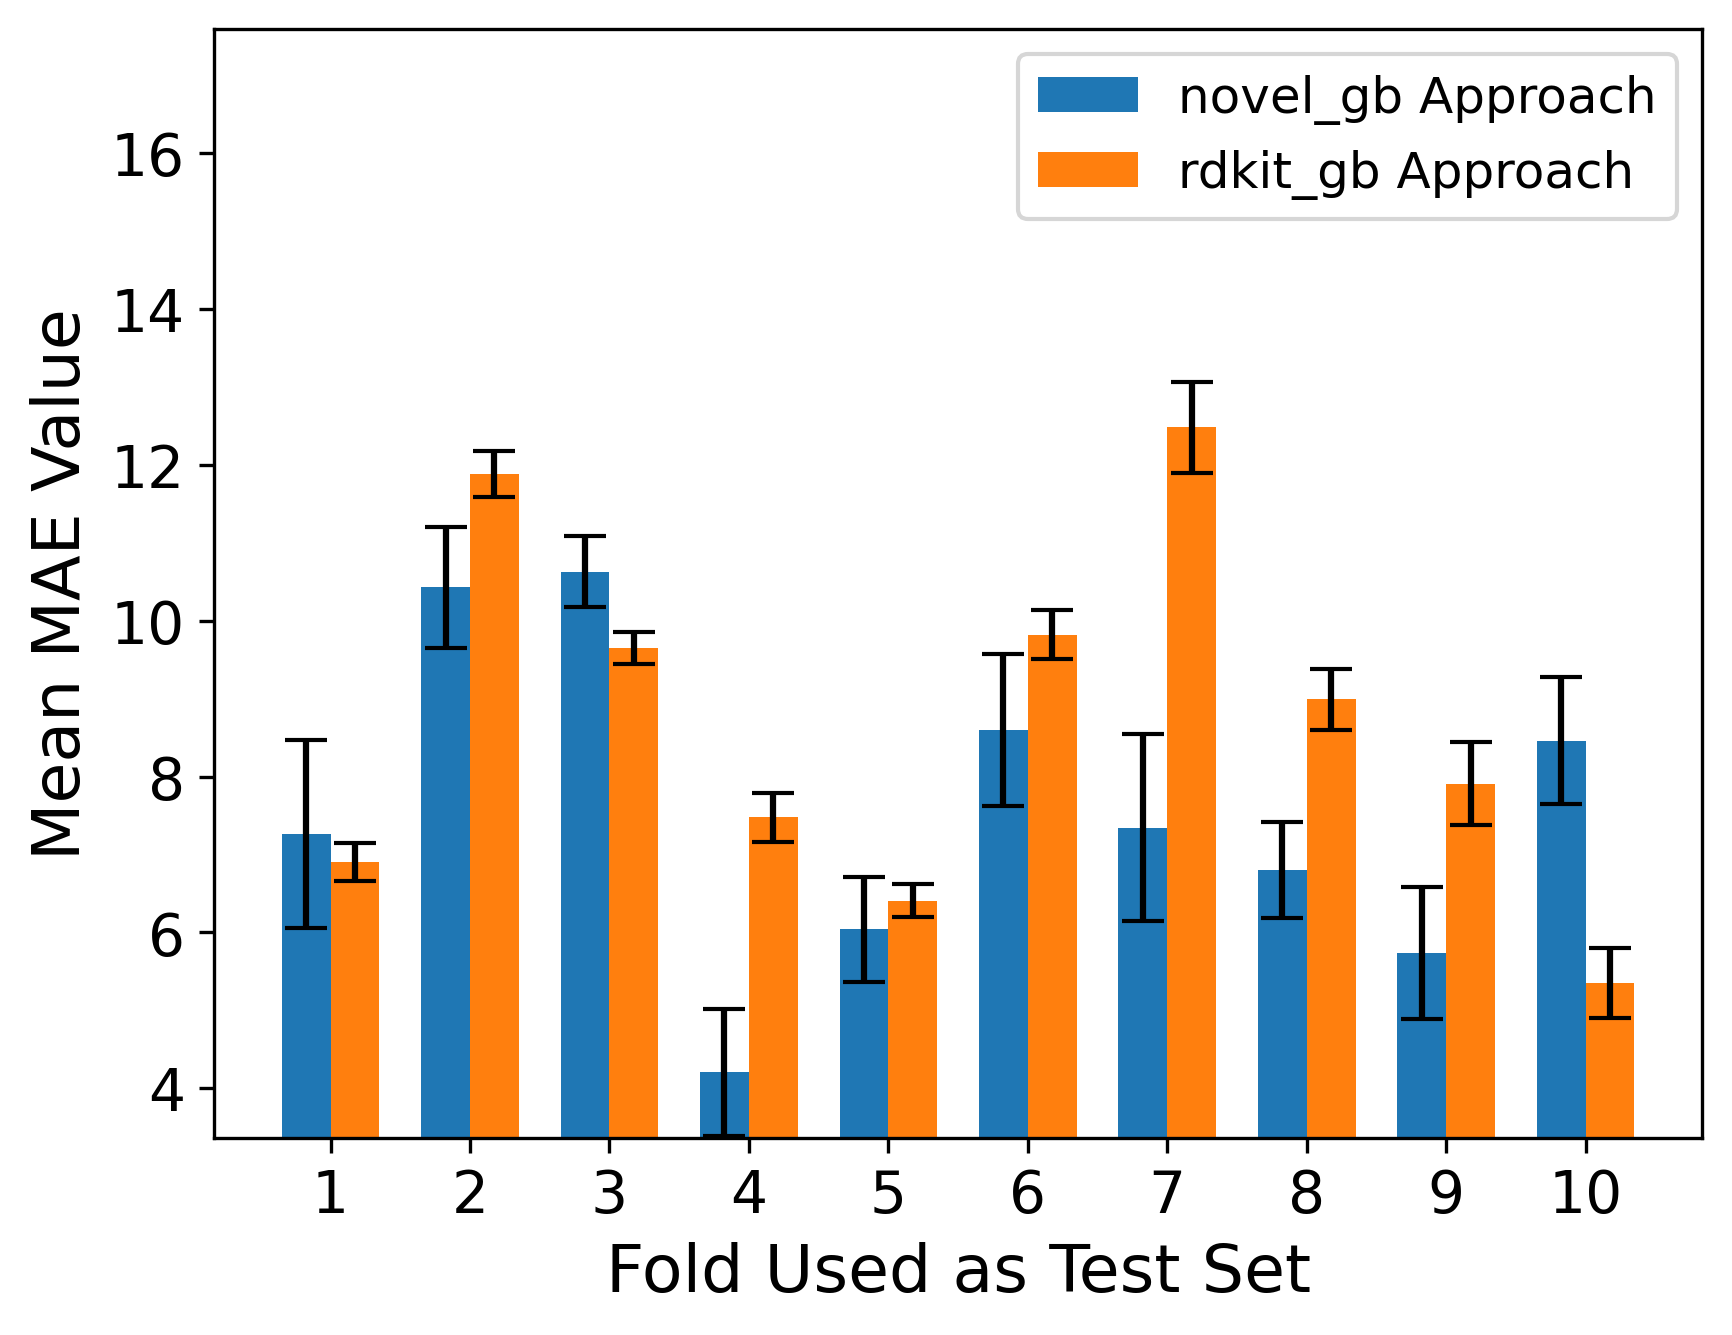 novel_gb Approach
rdkit_gb Approach
Mean MAE Value
16
14
12
10
8
6
4
1 2 3 4 5 6 7 8 9 10
Fold Used as Test Set